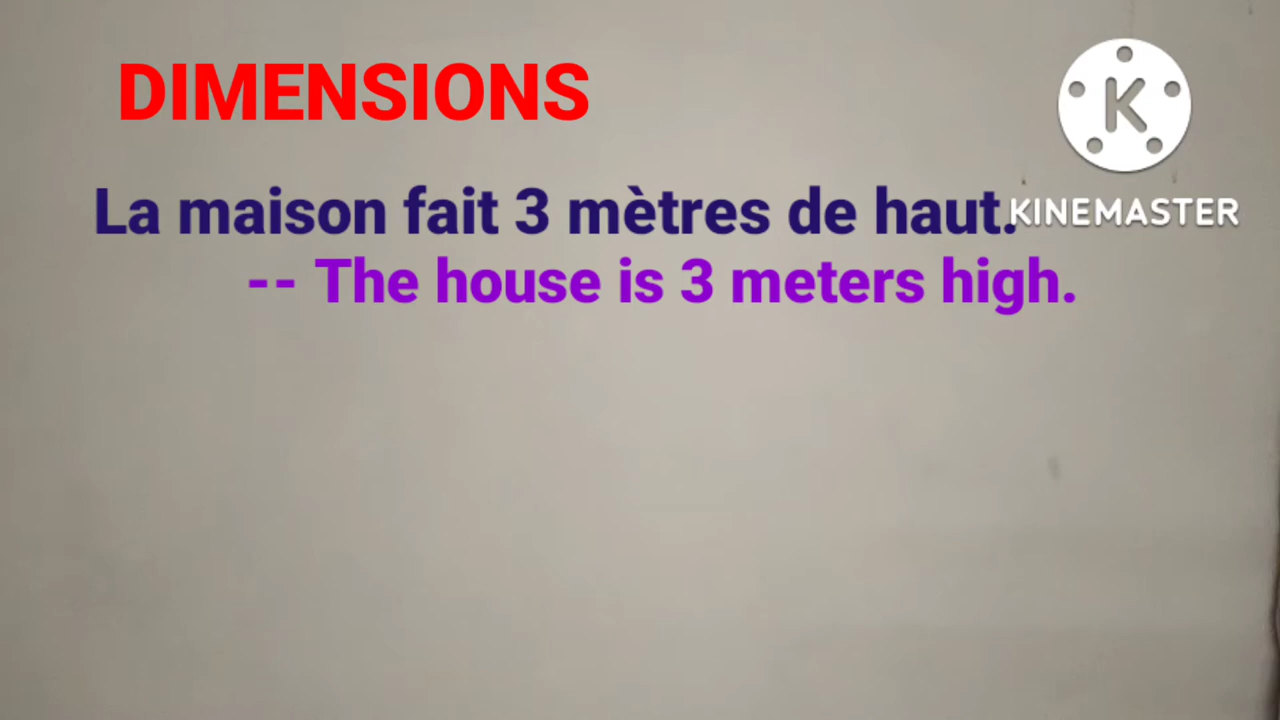 DIMENSIONS
La maison fait 3 mètres de haut.
KINEMASTER
-- The house is 3 meters high.